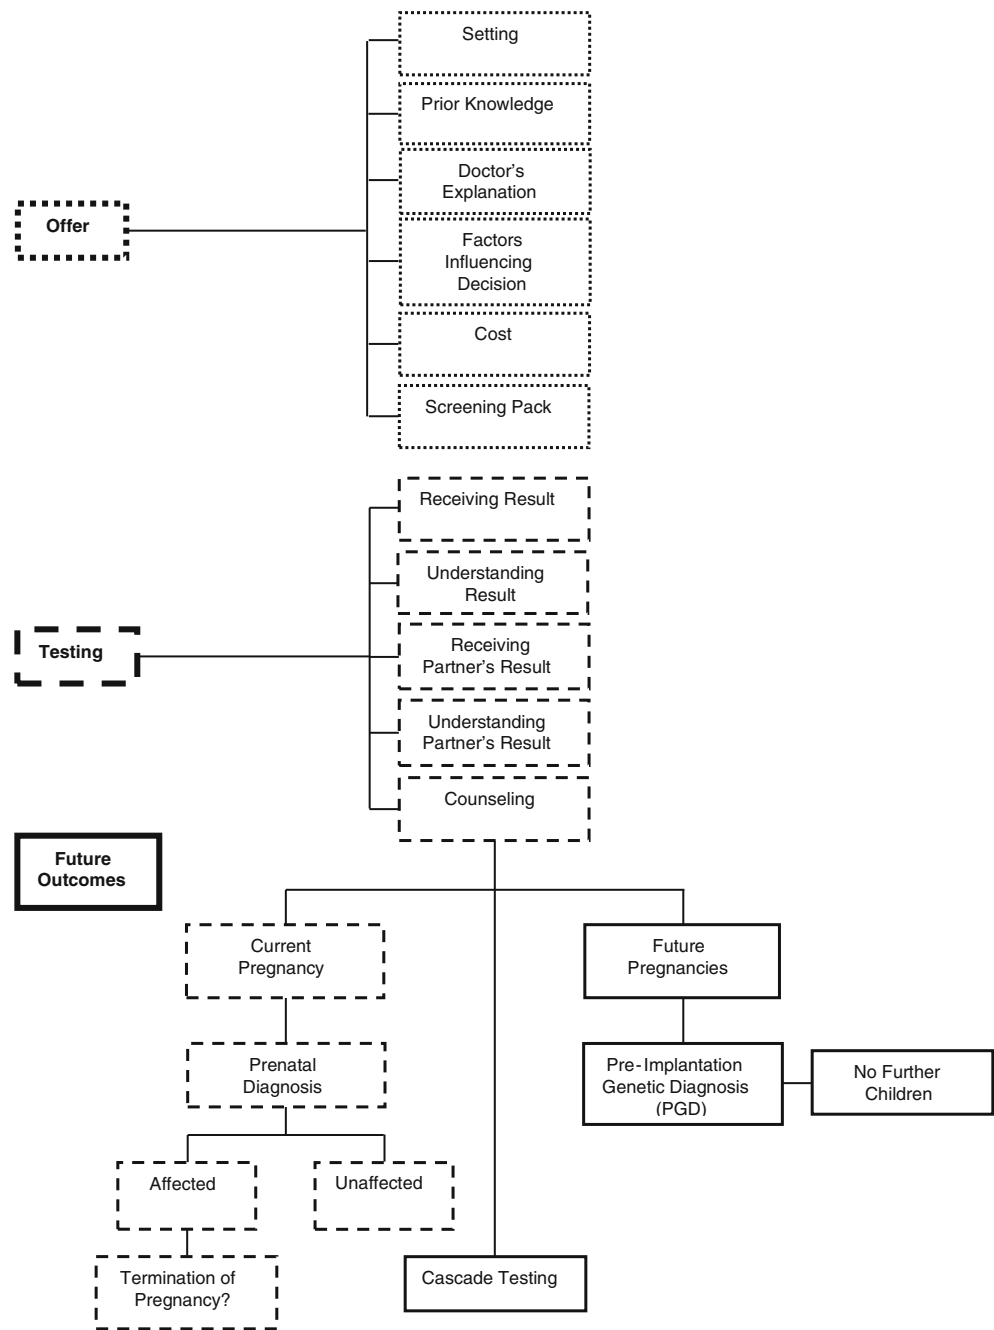 Setting
Prior Knowledge
Doctor's
Explanation
Offer
Factors
Influencing
Decision
Cost
Screening Pack
Receiving Result
Understanding
Result
Testing
Receiving
Partner's Result
Understanding
Partner's Result
Counseling
Future
Outcomes
Current
Pregnancy
Future
Pregnancies
Prenatal
Diagnosis
Pre-Implantation
Genetic Diagnosis
(PGD)
No Further
Children
Affected
Unaffected
Termination of
Pregnancy?
Cascade Testing